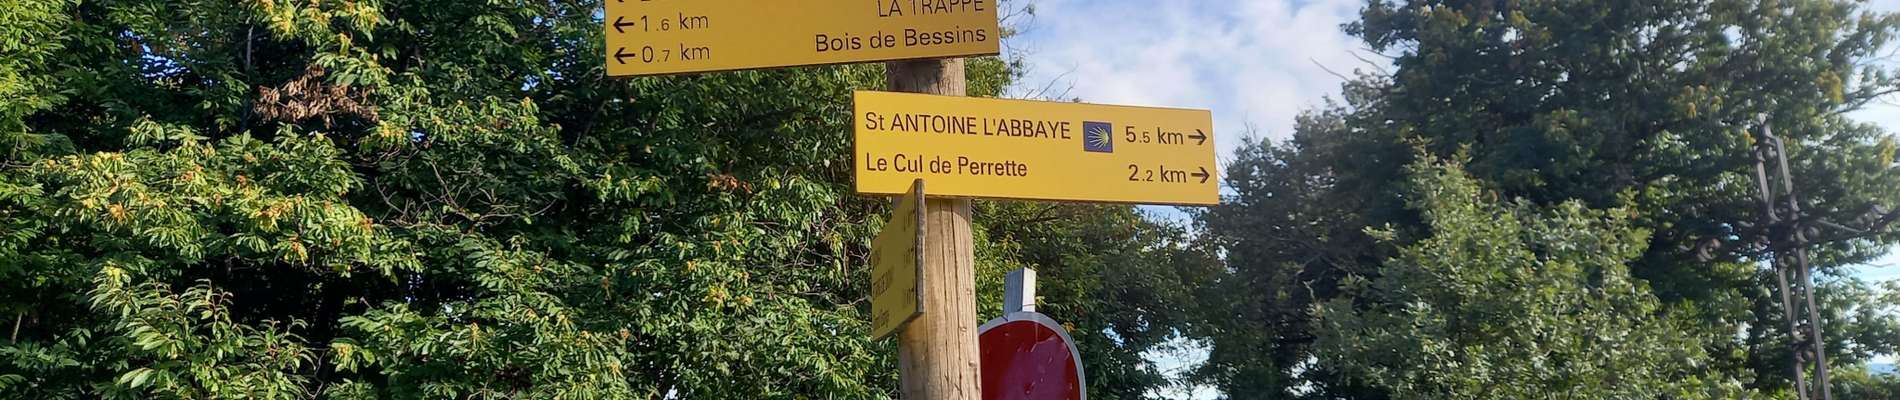 ← 1.6 km LA TRAPPE
← 0.7 km Bois de Bessins
St ANTOINE L'ABBAYE 5.5 km →
Le Cul de Perrette 2.2 km →